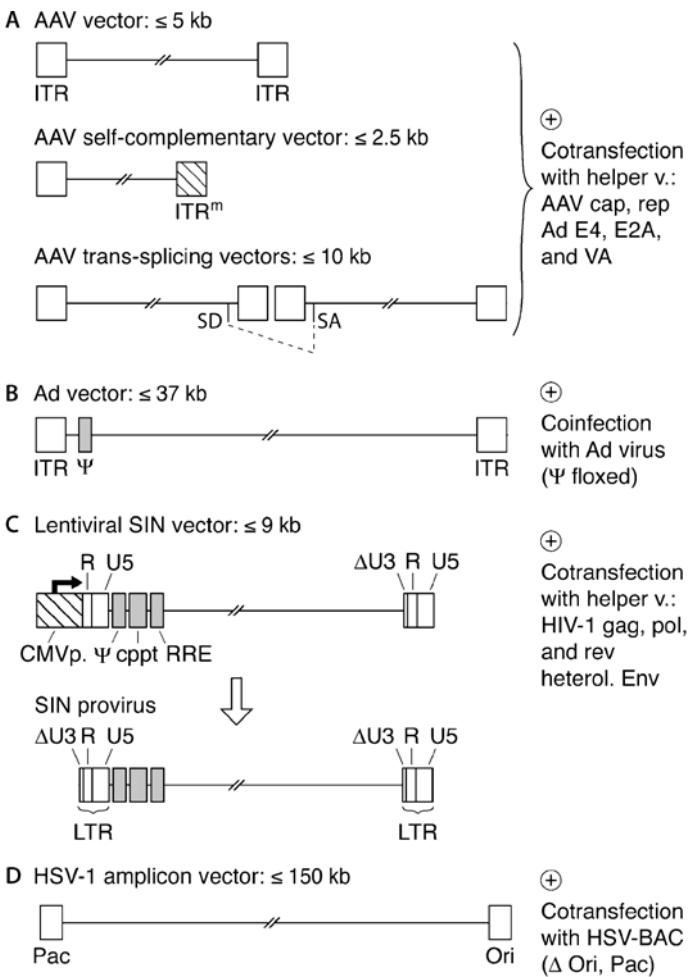 A AAV vector: ≤ 5 kb
ITR ITR
AAV self-complementary vector: ≤ 2.5 kb
ITRᵐ
AAV trans-splicing vectors: ≤ 10 kb
SD SA
⊕
Cotransfection
with helper v.:
AAV cap, rep
Ad E4, E2A,
and VA
B Ad vector: ≤ 37 kb
ITR Ψ ITR
⊕
Coinfection
with Ad virus
(Ψ floxed)
C Lentiviral SIN vector: ≤ 9 kb
R U5 ΔU3 R U5
CMVp. Ψ cppt RRE
SIN provirus
ΔU3 R U5 ΔU3 R U5
LTR LTR
⊕
Cotransfection
with helper v.:
HIV-1 gag, pol,
and rev
heterol. Env
D HSV-1 amplicon vector: ≤ 150 kb
Pac Ori
⊕
Cotransfection
with HSV-BAC
(Δ Ori, Pac)